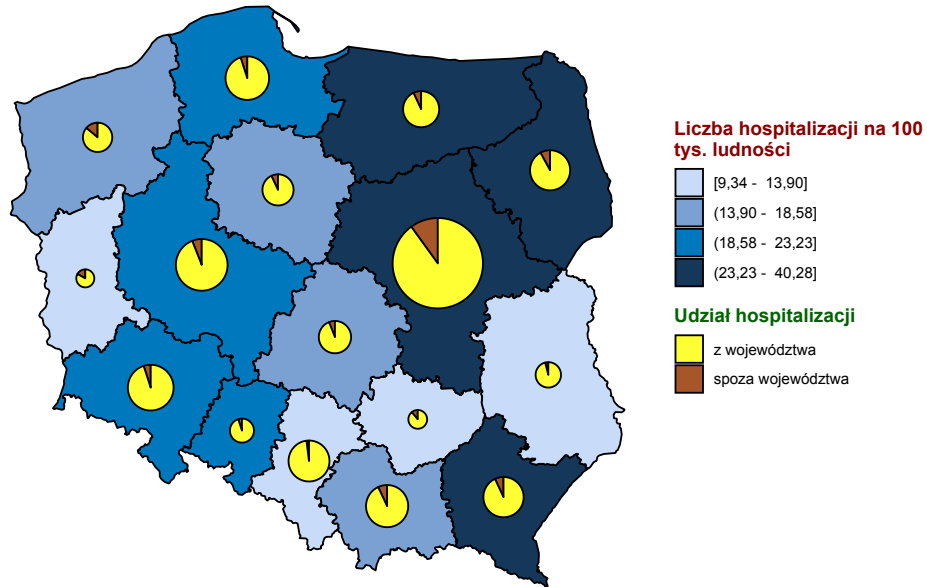 Liczba hospitalizacji na 100
tys. ludności
[9,34 - 13,90]
(13,90 - 18,58]
(18,58 - 23,23]
(23,23 - 40,28]
Udział hospitalizacji
z województwa
spoza województwa